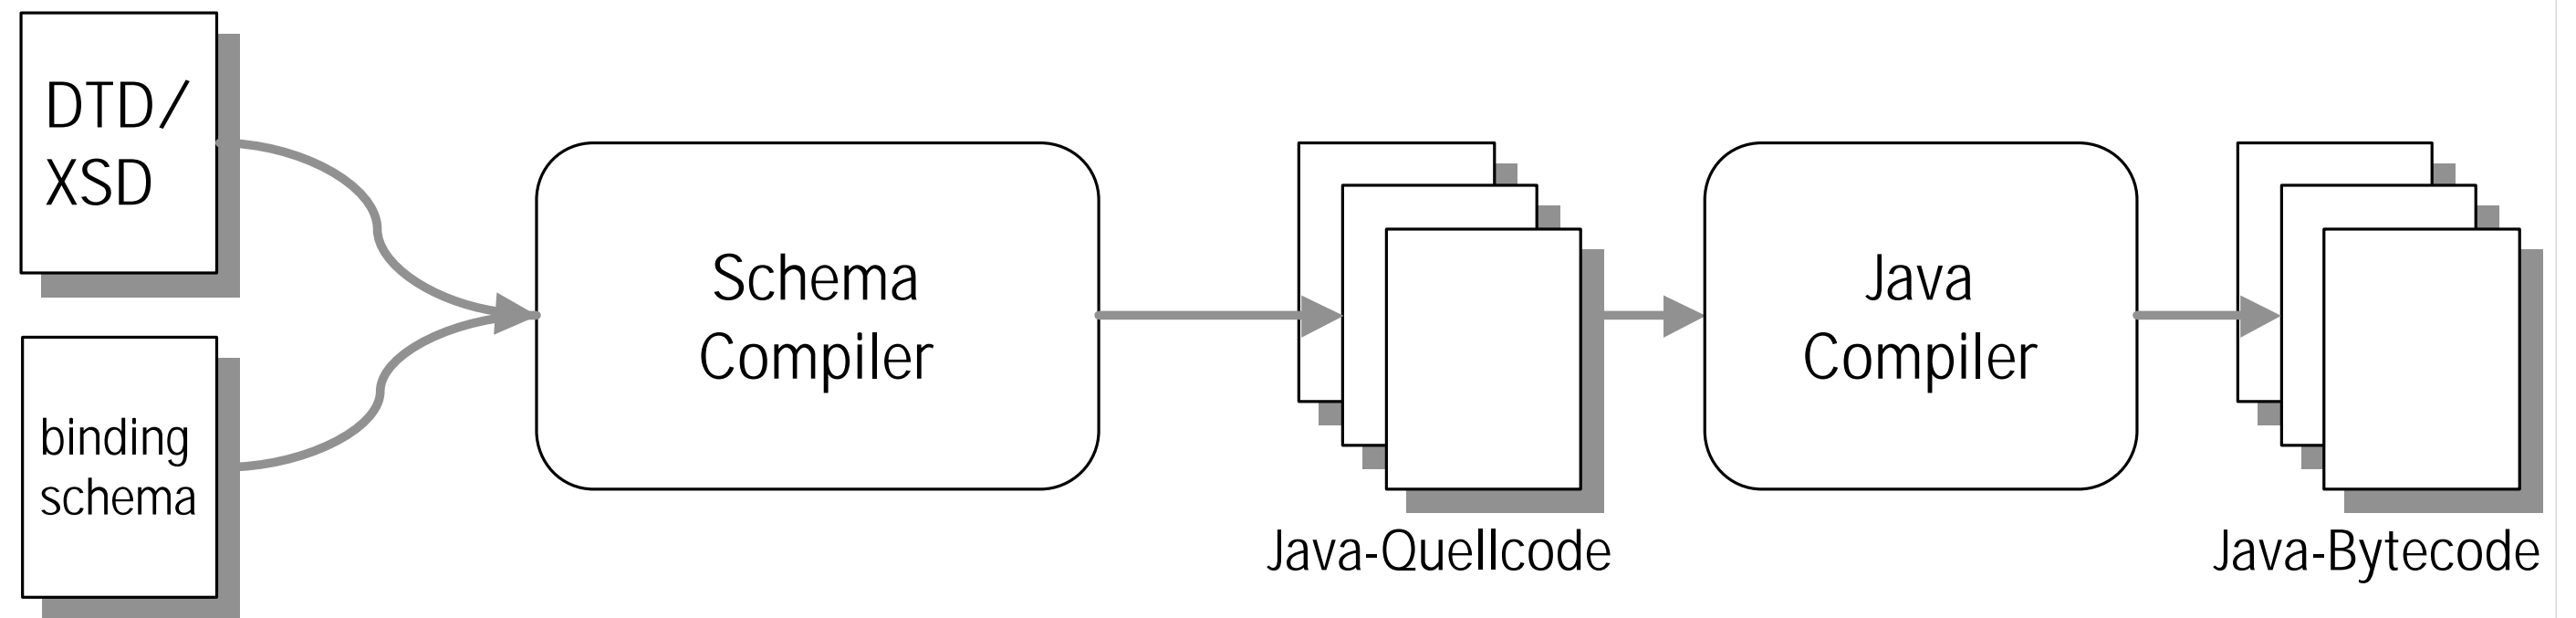 DTD/
XSD
binding
schema
Schema
Compiler
Java-Quellcode
Java
Compiler
Java-Bytecode